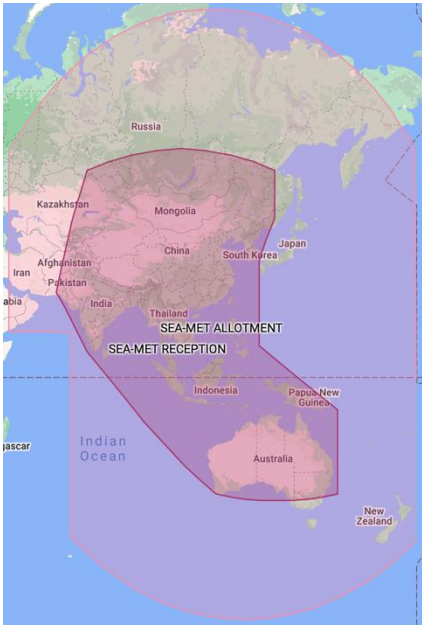 Russia
Kazakhstan
Mongolia
Japan
China
South Korea
Afghanistan
Iran
Pakistan
abia
India
Thailand
SEA-MET ALLOTMENT
SEA-MET RECEPTION
Indonesia
Papua New
Guinea
gascar
Indian
Ocean
Australia
New
Zealand